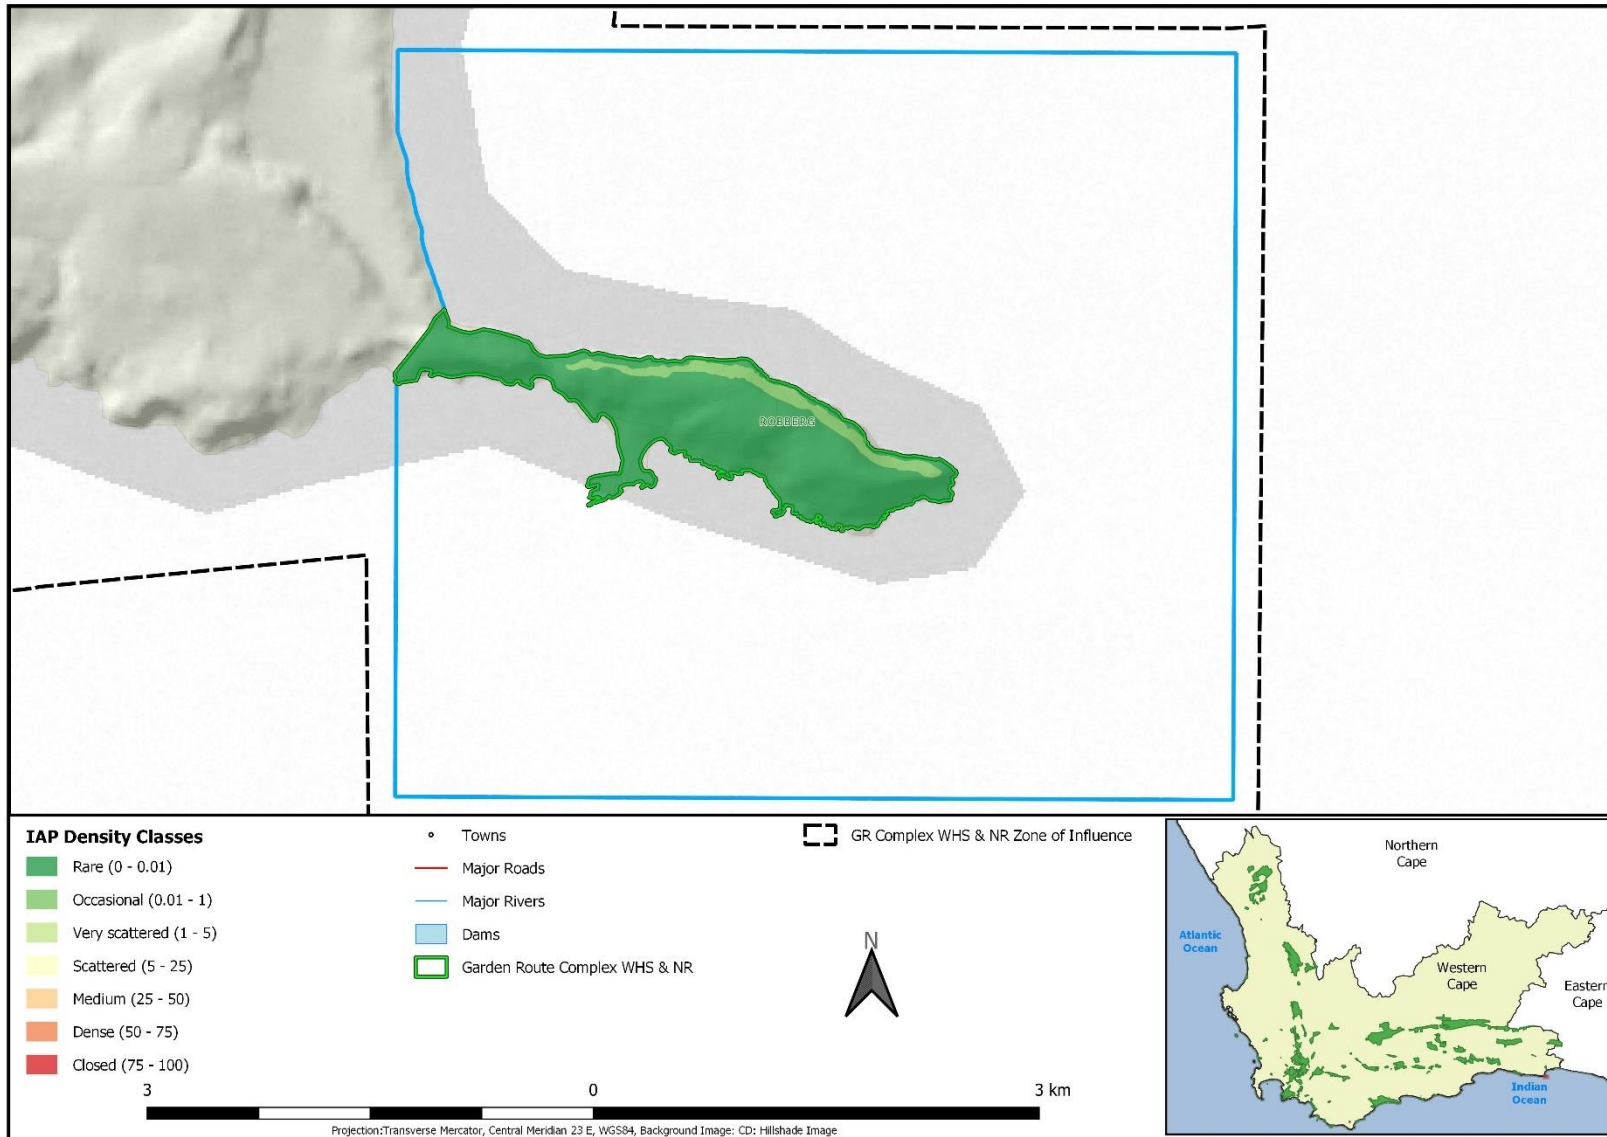 ROBBERG
IAP Density Classes
Rare (0 - 0.01)
Occasional (0.01 - 1)
Very scattered (1 - 5)
Scattered (5 - 25)
Medium (25 - 50)
Dense (50 - 75)
Closed (75 - 100)
Towns
Major Roads
Major Rivers
Dams
Garden Route Complex WHS & NR
GR Complex WHS & NR Zone of Influence
N
3
0
3 km
Projection:Transverse Mercator, Central Meridian 23 E, WGS84, Background Image: CD: Hillshade Image
Northern
Cape
Atlantic
Ocean
Western
Cape
Eastern
Cape
Indian
Ocean